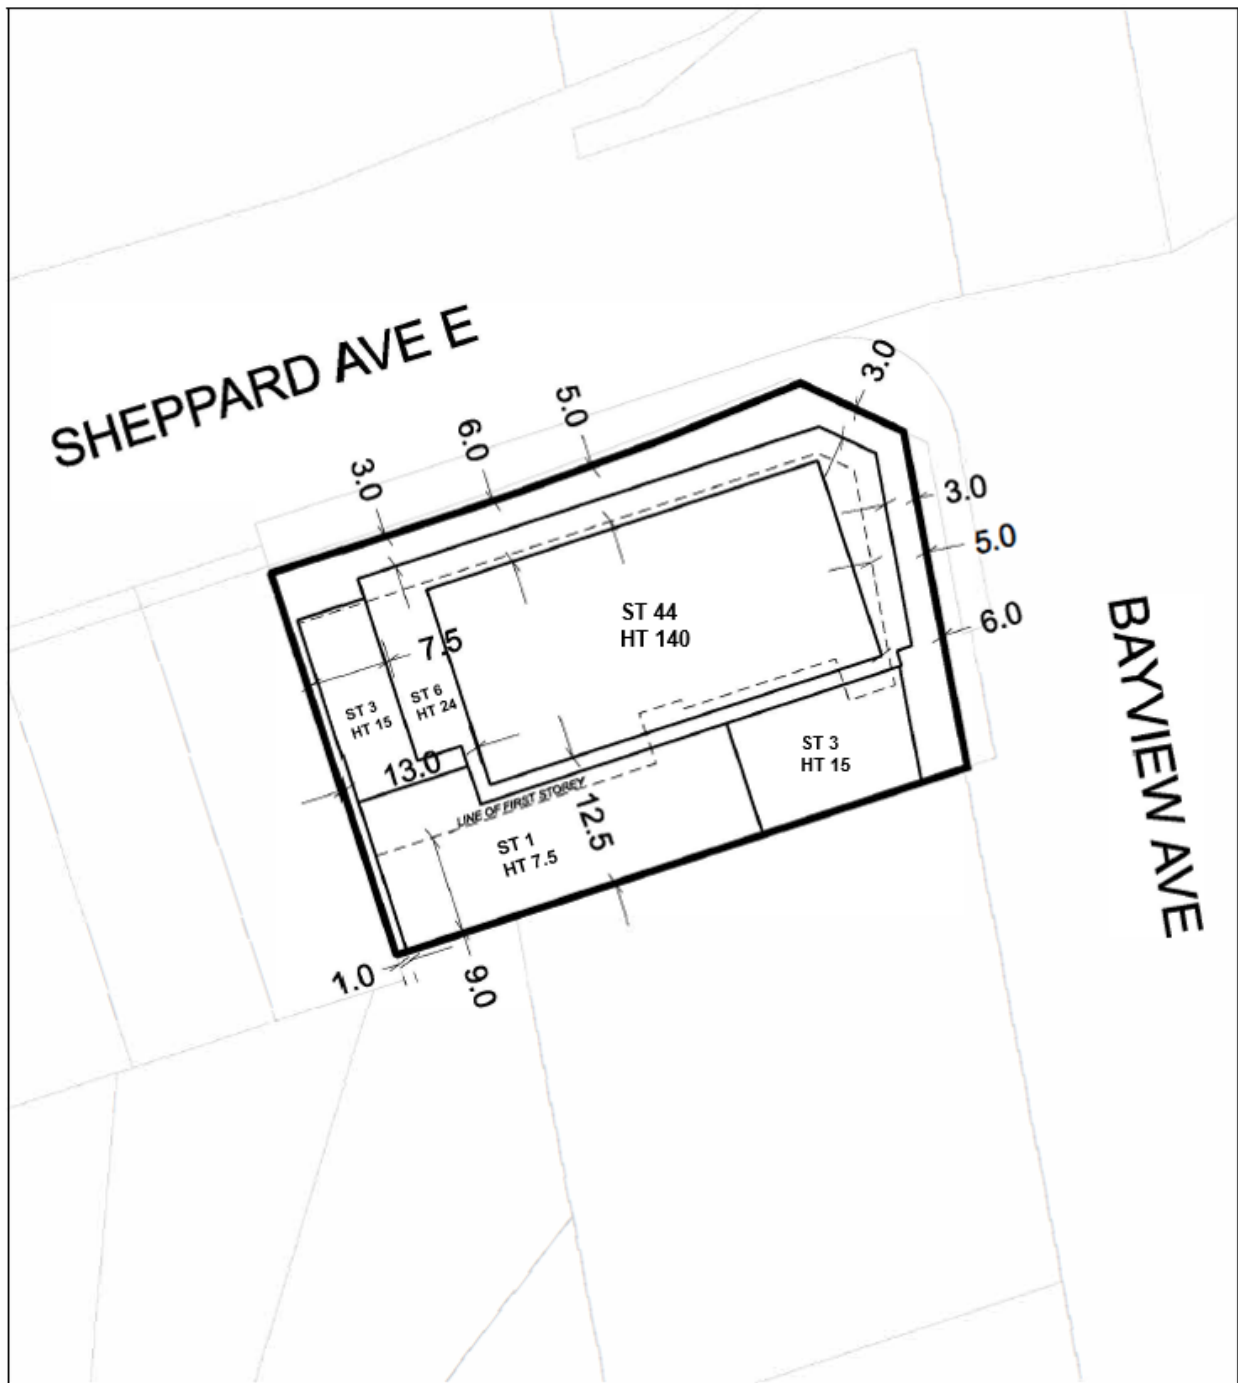 SHEPPARD AVE E
3.0
6.0
5.0
3.0
3.0
5.0
6.0
BAYVIEW AVE
ST 44
HT 140
7.5
ST 6
HT 24
ST 3
HT 15
13.0
ST 3
HT 15
LINE OF FIRST STOREY
12.5
ST 1
HT 7.5
1.0
9.0